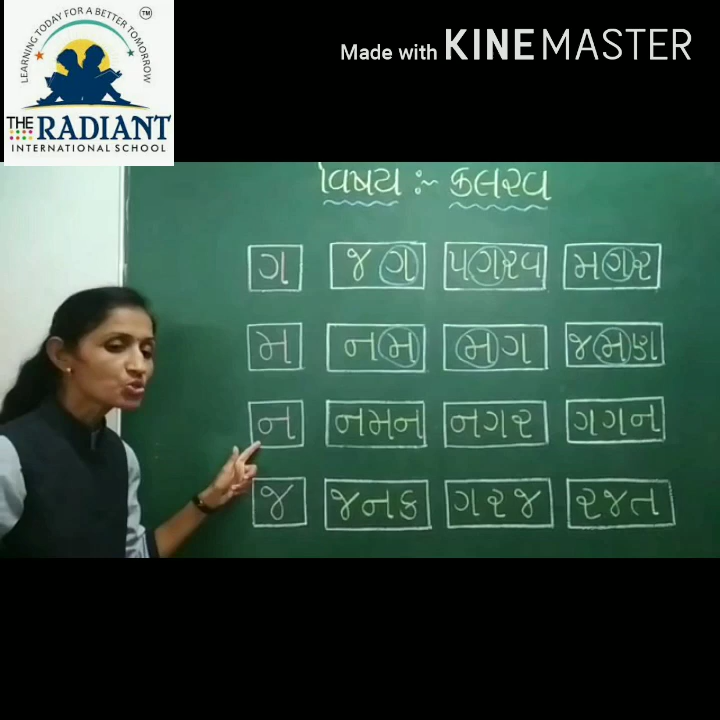 LEARNING TODAY FOR A BETTER TOMORROW
TM
THE RADIANT
INTERNATIONAL SCHOOL
Made with KINEMASTER
વિષય :- કલરવ
ગ જગ પગરવ મગર
મ નમ મગ જમણ
ન નમન નગર ગગન
જ જનક ગરજ રજત